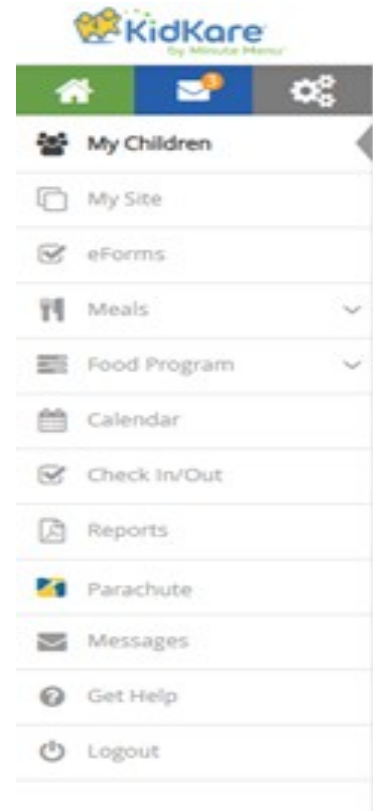 KidKare
by Minute Menu
3
My Children
My Site
eForms
Meals
Food Program
Calendar
Check In/Out
Reports
Parachute
Messages
Get Help
Logout